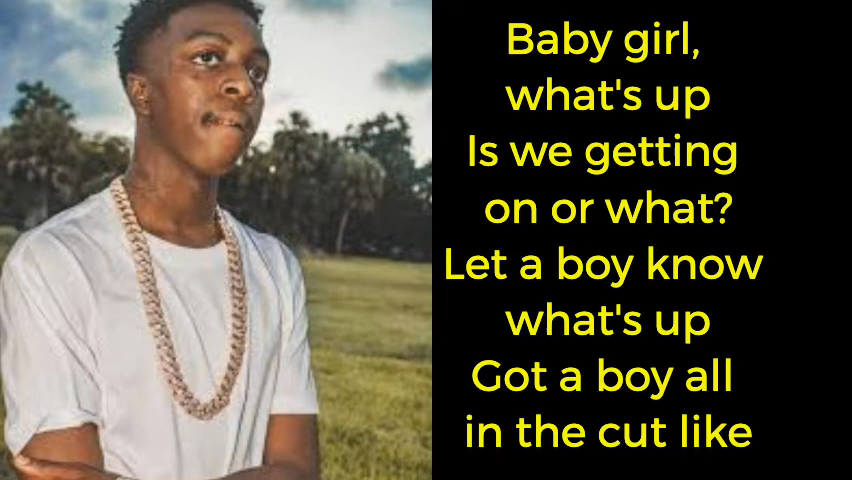 Baby girl,
what's up
Is we getting
on or what?
Let a boy know
what's up
Got a boy all
in the cut like